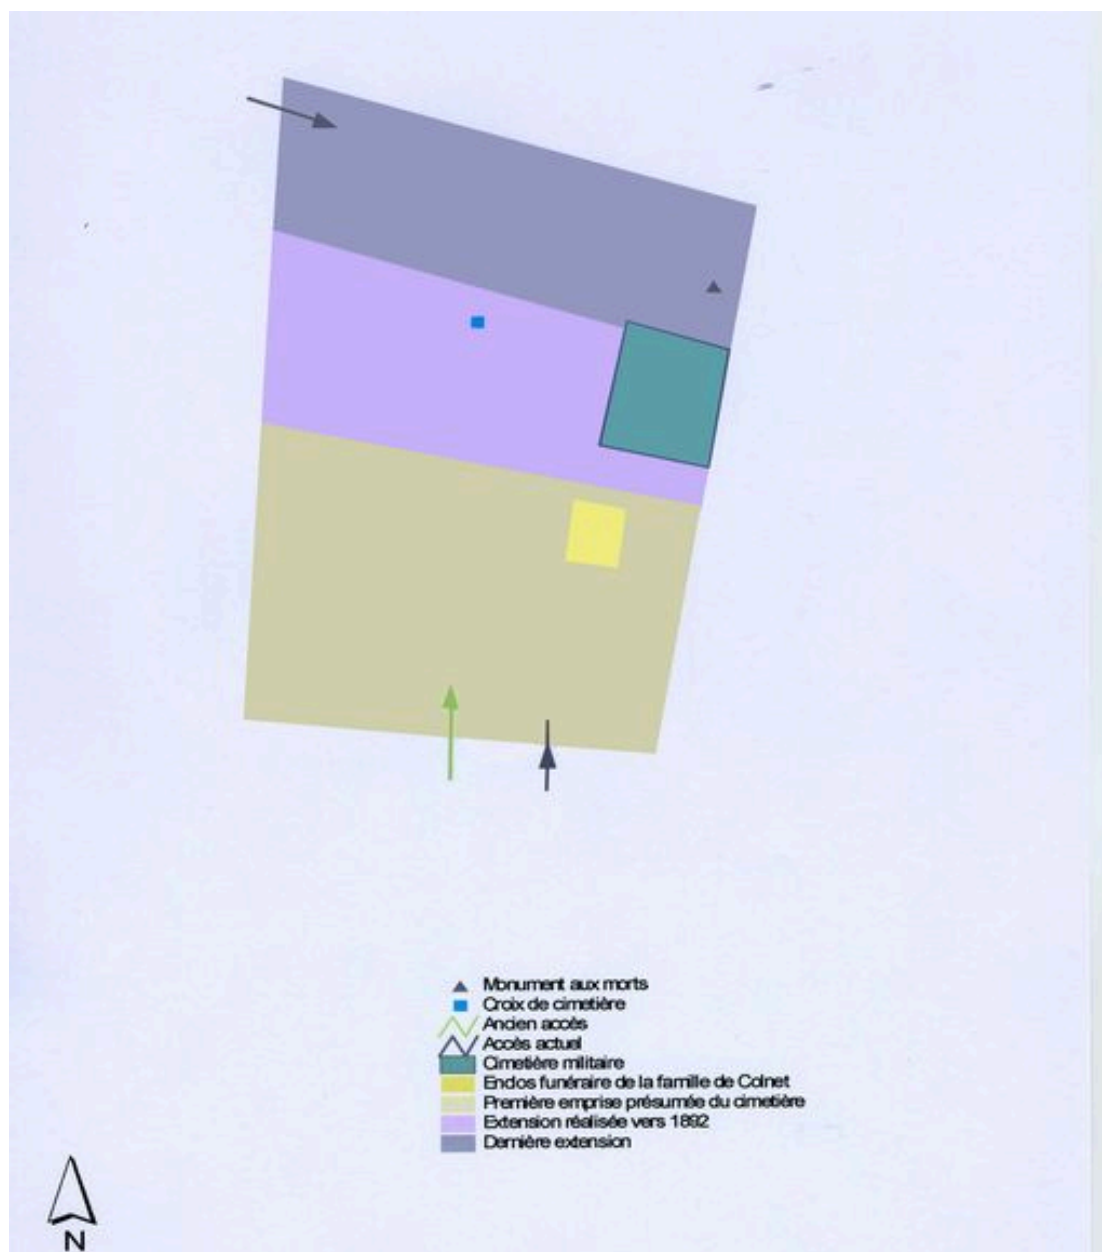 Monument aux morts
Croix de cimetière
Ancien accès
Accès actuel
Cimetière militaire
Enclos funéraire de la famille de Colnet
Première emprise présumée du cimetière
Extension réalisée vers 1892
Dernière extension
N